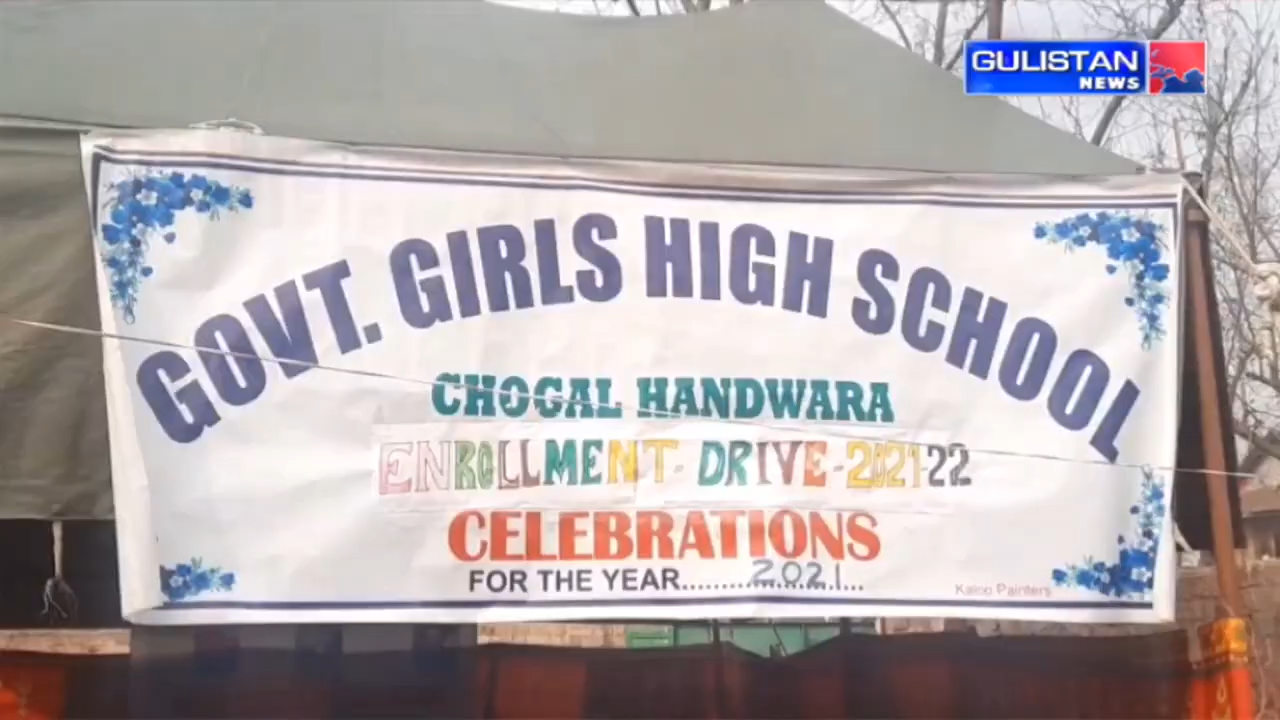 GULISTAN
NEWS
GOVT. GIRLS HIGH SCHOOL
CHOGAL HANDWARA
ENROLLMENT- DRIVE-2021-22
CELEBRATIONS
FOR THE YEAR.........2021...
Kaloo Painters